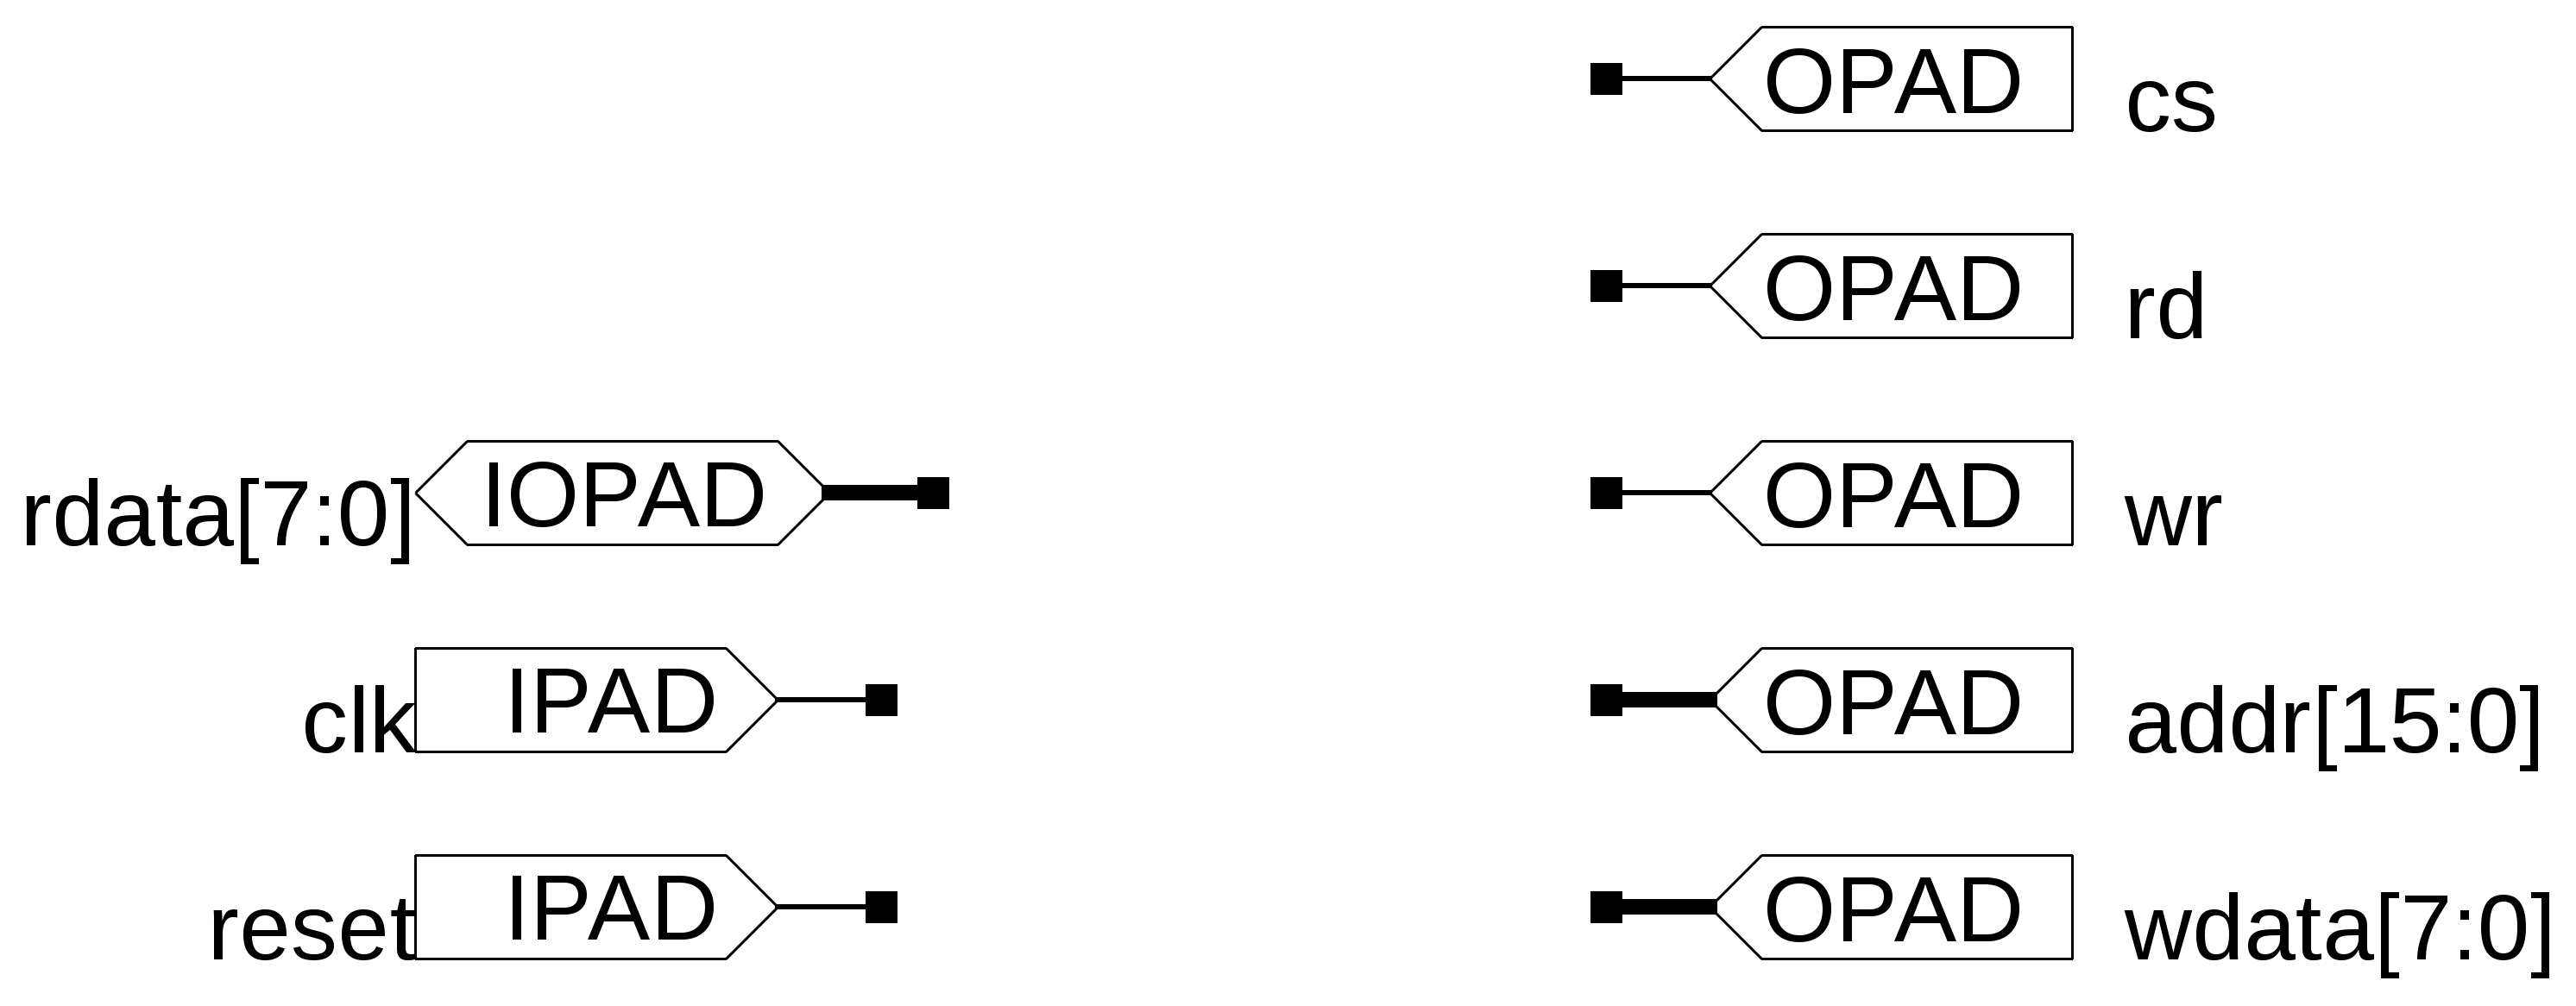 OPAD cs
OPAD rd
rdata[7:0] IOPAD OPAD wr
clk IPAD OPAD addr[15:0]
reset IPAD OPAD wdata[7:0]